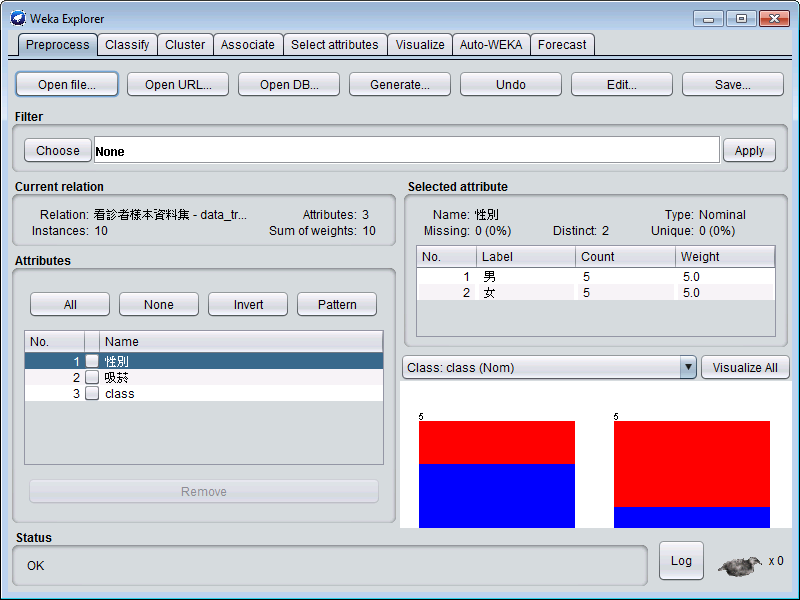 Weka Explorer
Preprocess Classify Cluster Associate Select attributes Visualize Auto-WEKA Forecast
Open file... Open URL... Open DB... Generate... Undo Edit... Save...
Filter
Choose None Apply
Current relation
Relation: 看診者樣本資料集 - data_tr... Attributes: 3
Instances: 10 Sum of weights: 10
Attributes
All None Invert Pattern
No. Name
1 性別
2 吸菸
3 class
Remove
Selected attribute
Name: 性別 Type: Nominal
Missing: 0 (0%) Distinct: 2 Unique: 0 (0%)
No. Label Count Weight
1 男 5 5.0
2 女 5 5.0
Class: class (Nom) Visualize All
5 5
Status
OK
Log x 0